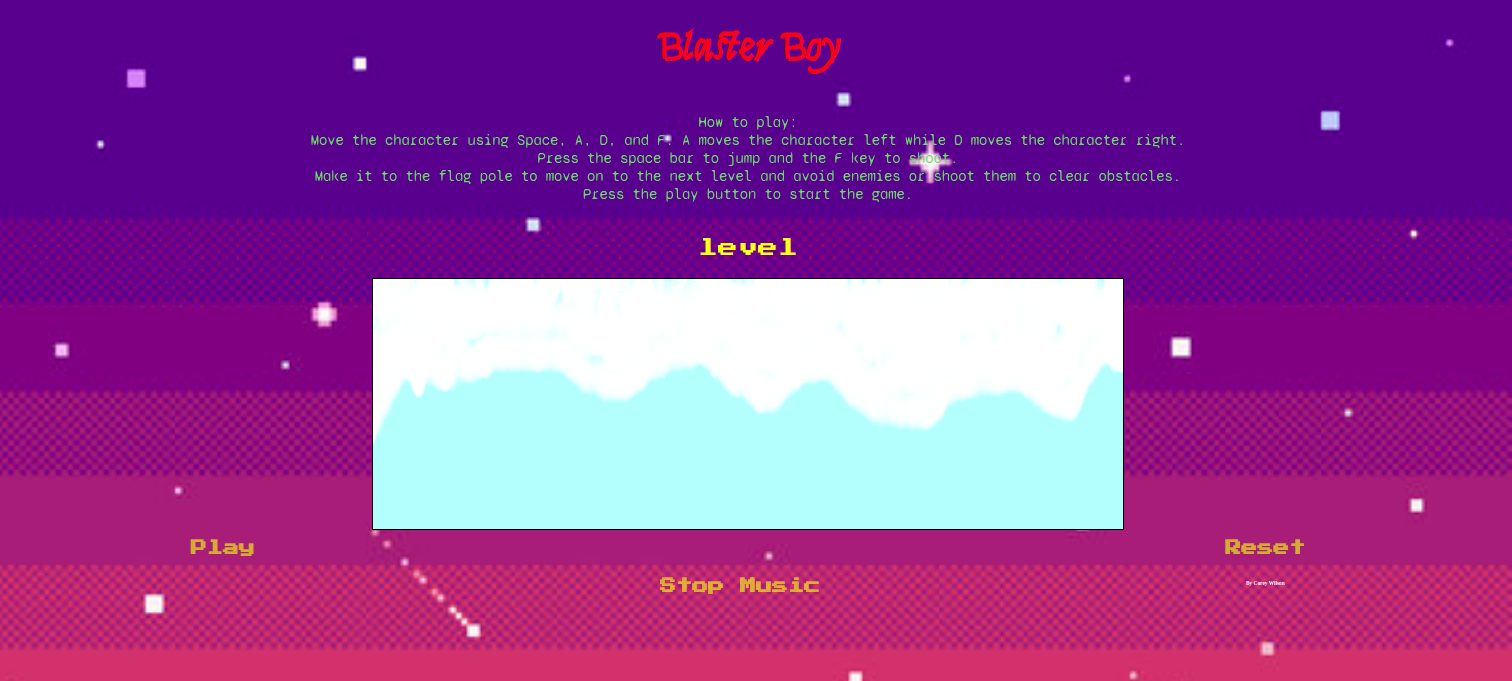 Blaster Boy
How to play:
Move the character using Space, A, D, and F. A moves the character left while D moves the character right.
Press the space bar to jump and the F key to shoot.
Make it to the flag pole to move on to the next level and avoid enemies or shoot them to clear obstacles.
Press the play button to start the game.
level
Play
Reset
Stop Music
By Corey Wilson